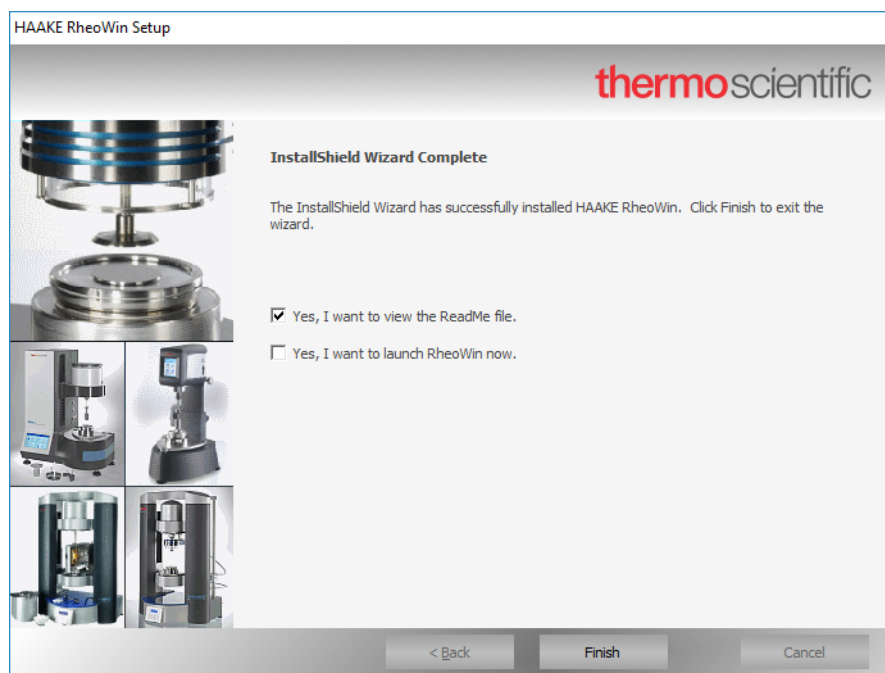 HAAKE RheoWin Setup
thermoscientific
InstallShield Wizard Complete
The InstallShield Wizard has successfully installed HAAKE RheoWin. Click Finish to exit the
wizard.
Yes, I want to view the ReadMe file.
Yes, I want to launch RheoWin now.
< Back
Finish
Cancel